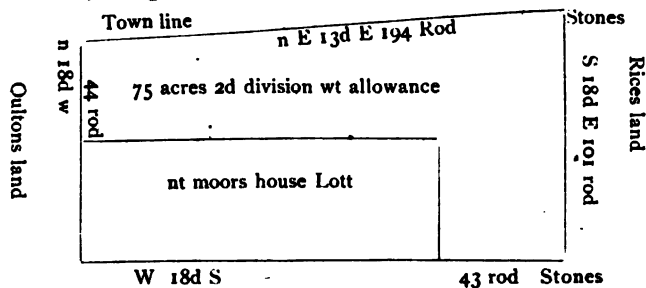 Town line
n E 13d E 194 Rod
Stones
Oultons land
n 18d w
44 rod
75 acres 2d division wt allowance
S 18d E 101 rod
Rices land
nt moors house Lott
W 18d S
43 rod Stones